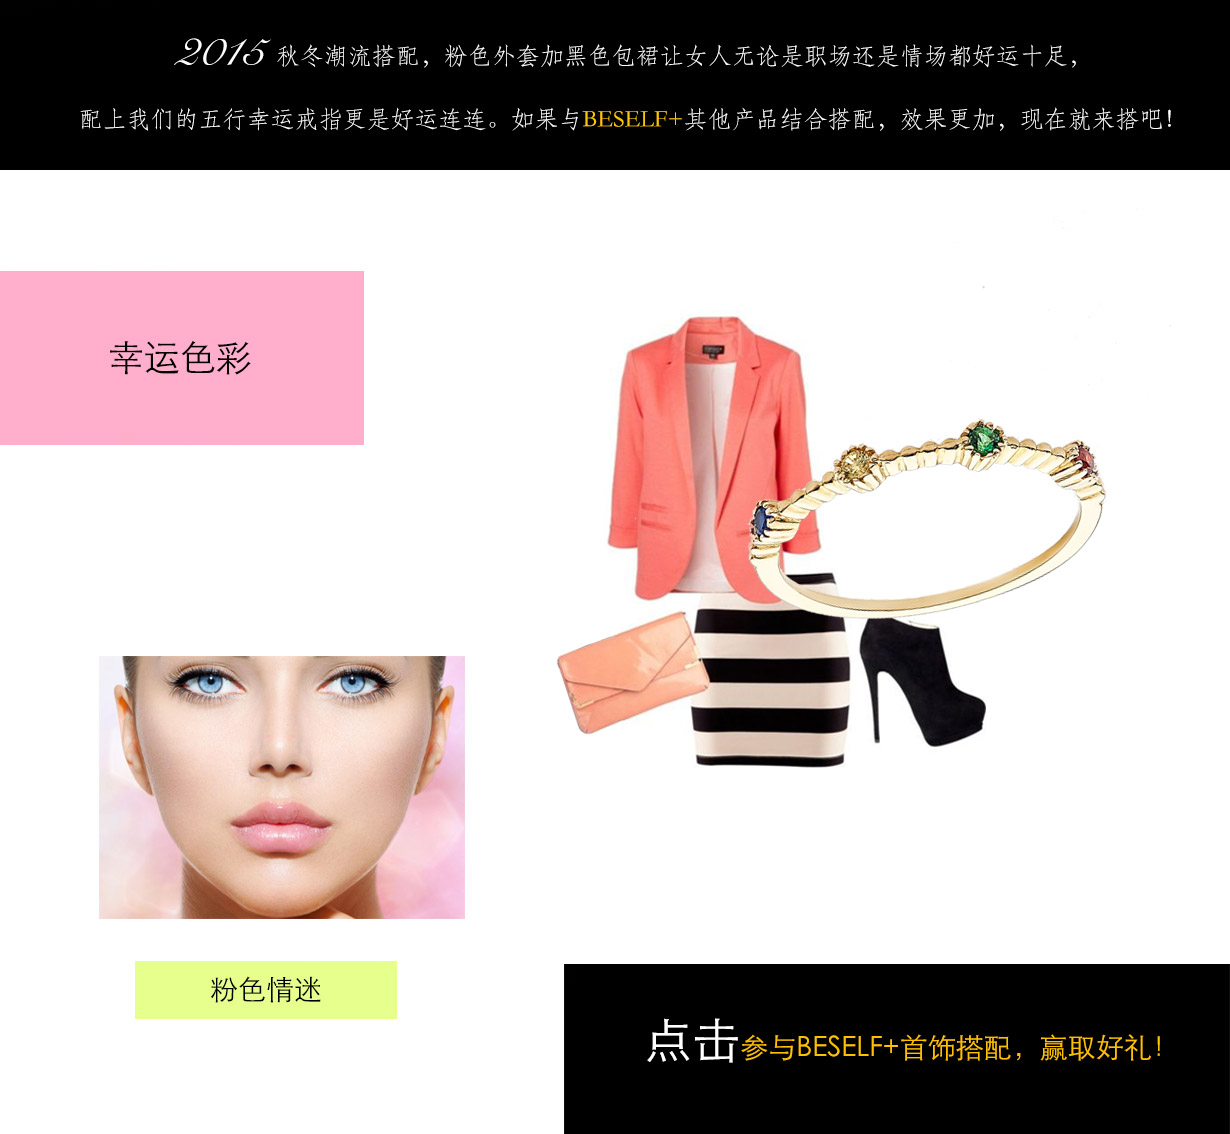 2015 秋冬潮流搭配，粉色外套加黑色包裙让女人无论是职场还是情场都好运十足，
配上我们的五行幸运戒指更是好运连连。如果与BESELF+其他产品结合搭配，效果更加，现在就来搭吧！
幸运色彩
粉色情迷
点击参与BESELF+首饰搭配，赢取好礼！